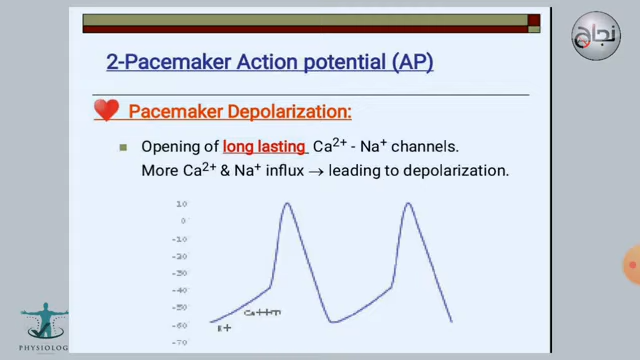 نجاح
2-Pacemaker Action potential (AP)
Pacemaker Depolarization:
Opening of long lasting Ca2+ - Na+ channels.
More Ca2+ & Na+ influx → leading to depolarization.
10
0
-10
-20
-30
-40
-50
-60
-70
K+
PHYSIOLOG